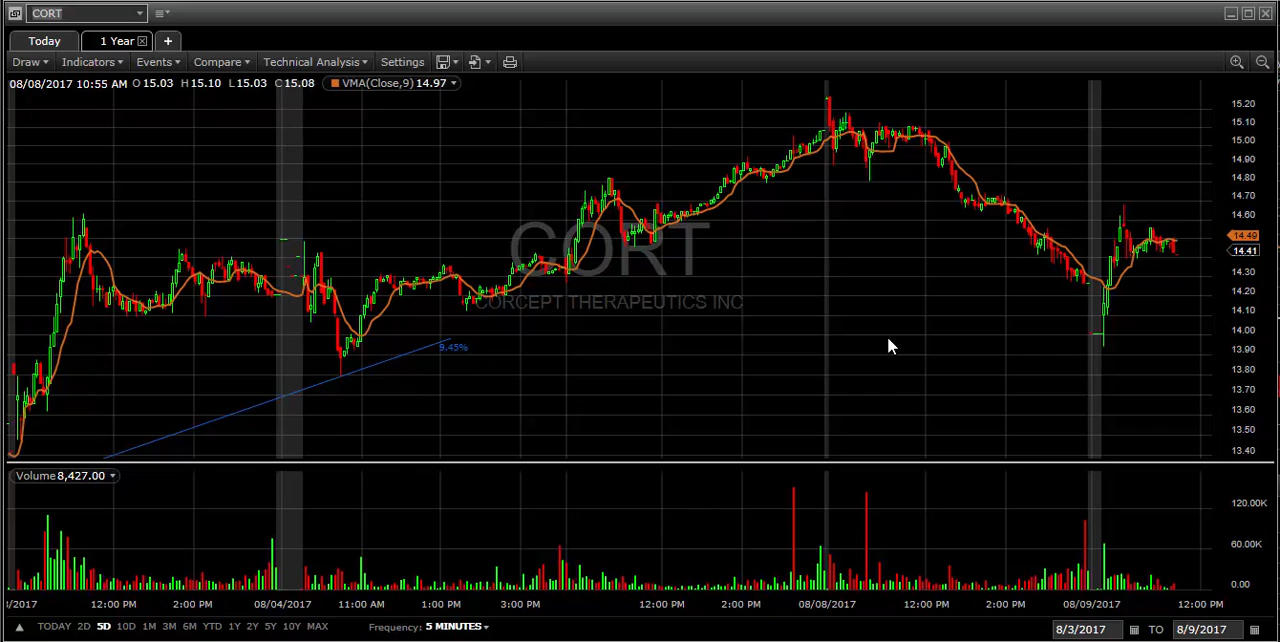 CORT
Today 1 Year +
Draw Indicators Events Compare Technical Analysis Settings
08/08/2017 10:55 AM O 15.03 H 15.10 L 15.03 C 15.08 VMA(Close,9) 14.97
15.20
15.10
15.00
14.90
14.80
14.70
14.60
14.49
14.41
14.30
14.20
14.10
14.00
13.90
13.80
13.70
13.60
13.50
13.40
CORT
CORCEPT THERAPEUTICS INC
9.45%
Volume 8,427.00
120.00K
60.00K
0.00
/2017 12:00 PM 2:00 PM 08/04/2017 11:00 AM 1:00 PM 3:00 PM 12:00 PM 2:00 PM 08/08/2017 12:00 PM 2:00 PM 08/09/2017 12:00 PM
TODAY 2D 5D 10D 1M 3M 6M YTD 1Y 2Y 5Y 10Y MAX Frequency: 5 MINUTES 8/3/2017 TO 8/9/2017